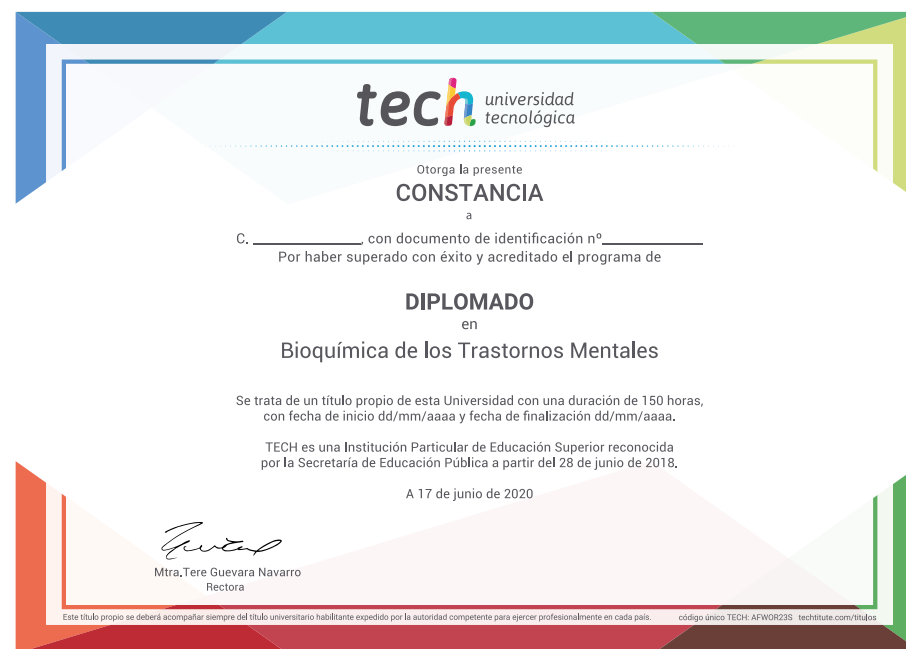 tech universidad
tecnológica
Otorga la presente
CONSTANCIA
a
C. ____________, con documento de identificación nº____________
Por haber superado con éxito y acreditado el programa de
DIPLOMADO
en
Bioquímica de los Trastornos Mentales
Se trata de un título propio de esta Universidad con una duración de 150 horas,
con fecha de inicio dd/mm/aaaa y fecha de finalización dd/mm/aaaa.
TECH es una Institución Particular de Educación Superior reconocida
por la Secretaría de Educación Pública a partir del 28 de junio de 2018.
A 17 de junio de 2020
Mtra.Tere Guevara Navarro
Rectora
Este título propio se deberá acompañar siempre del título universitario habilitante expedido por la autoridad competente para ejercer profesionalmente en cada país. código único TECH: AFWOR23S techtitute.com/titulos